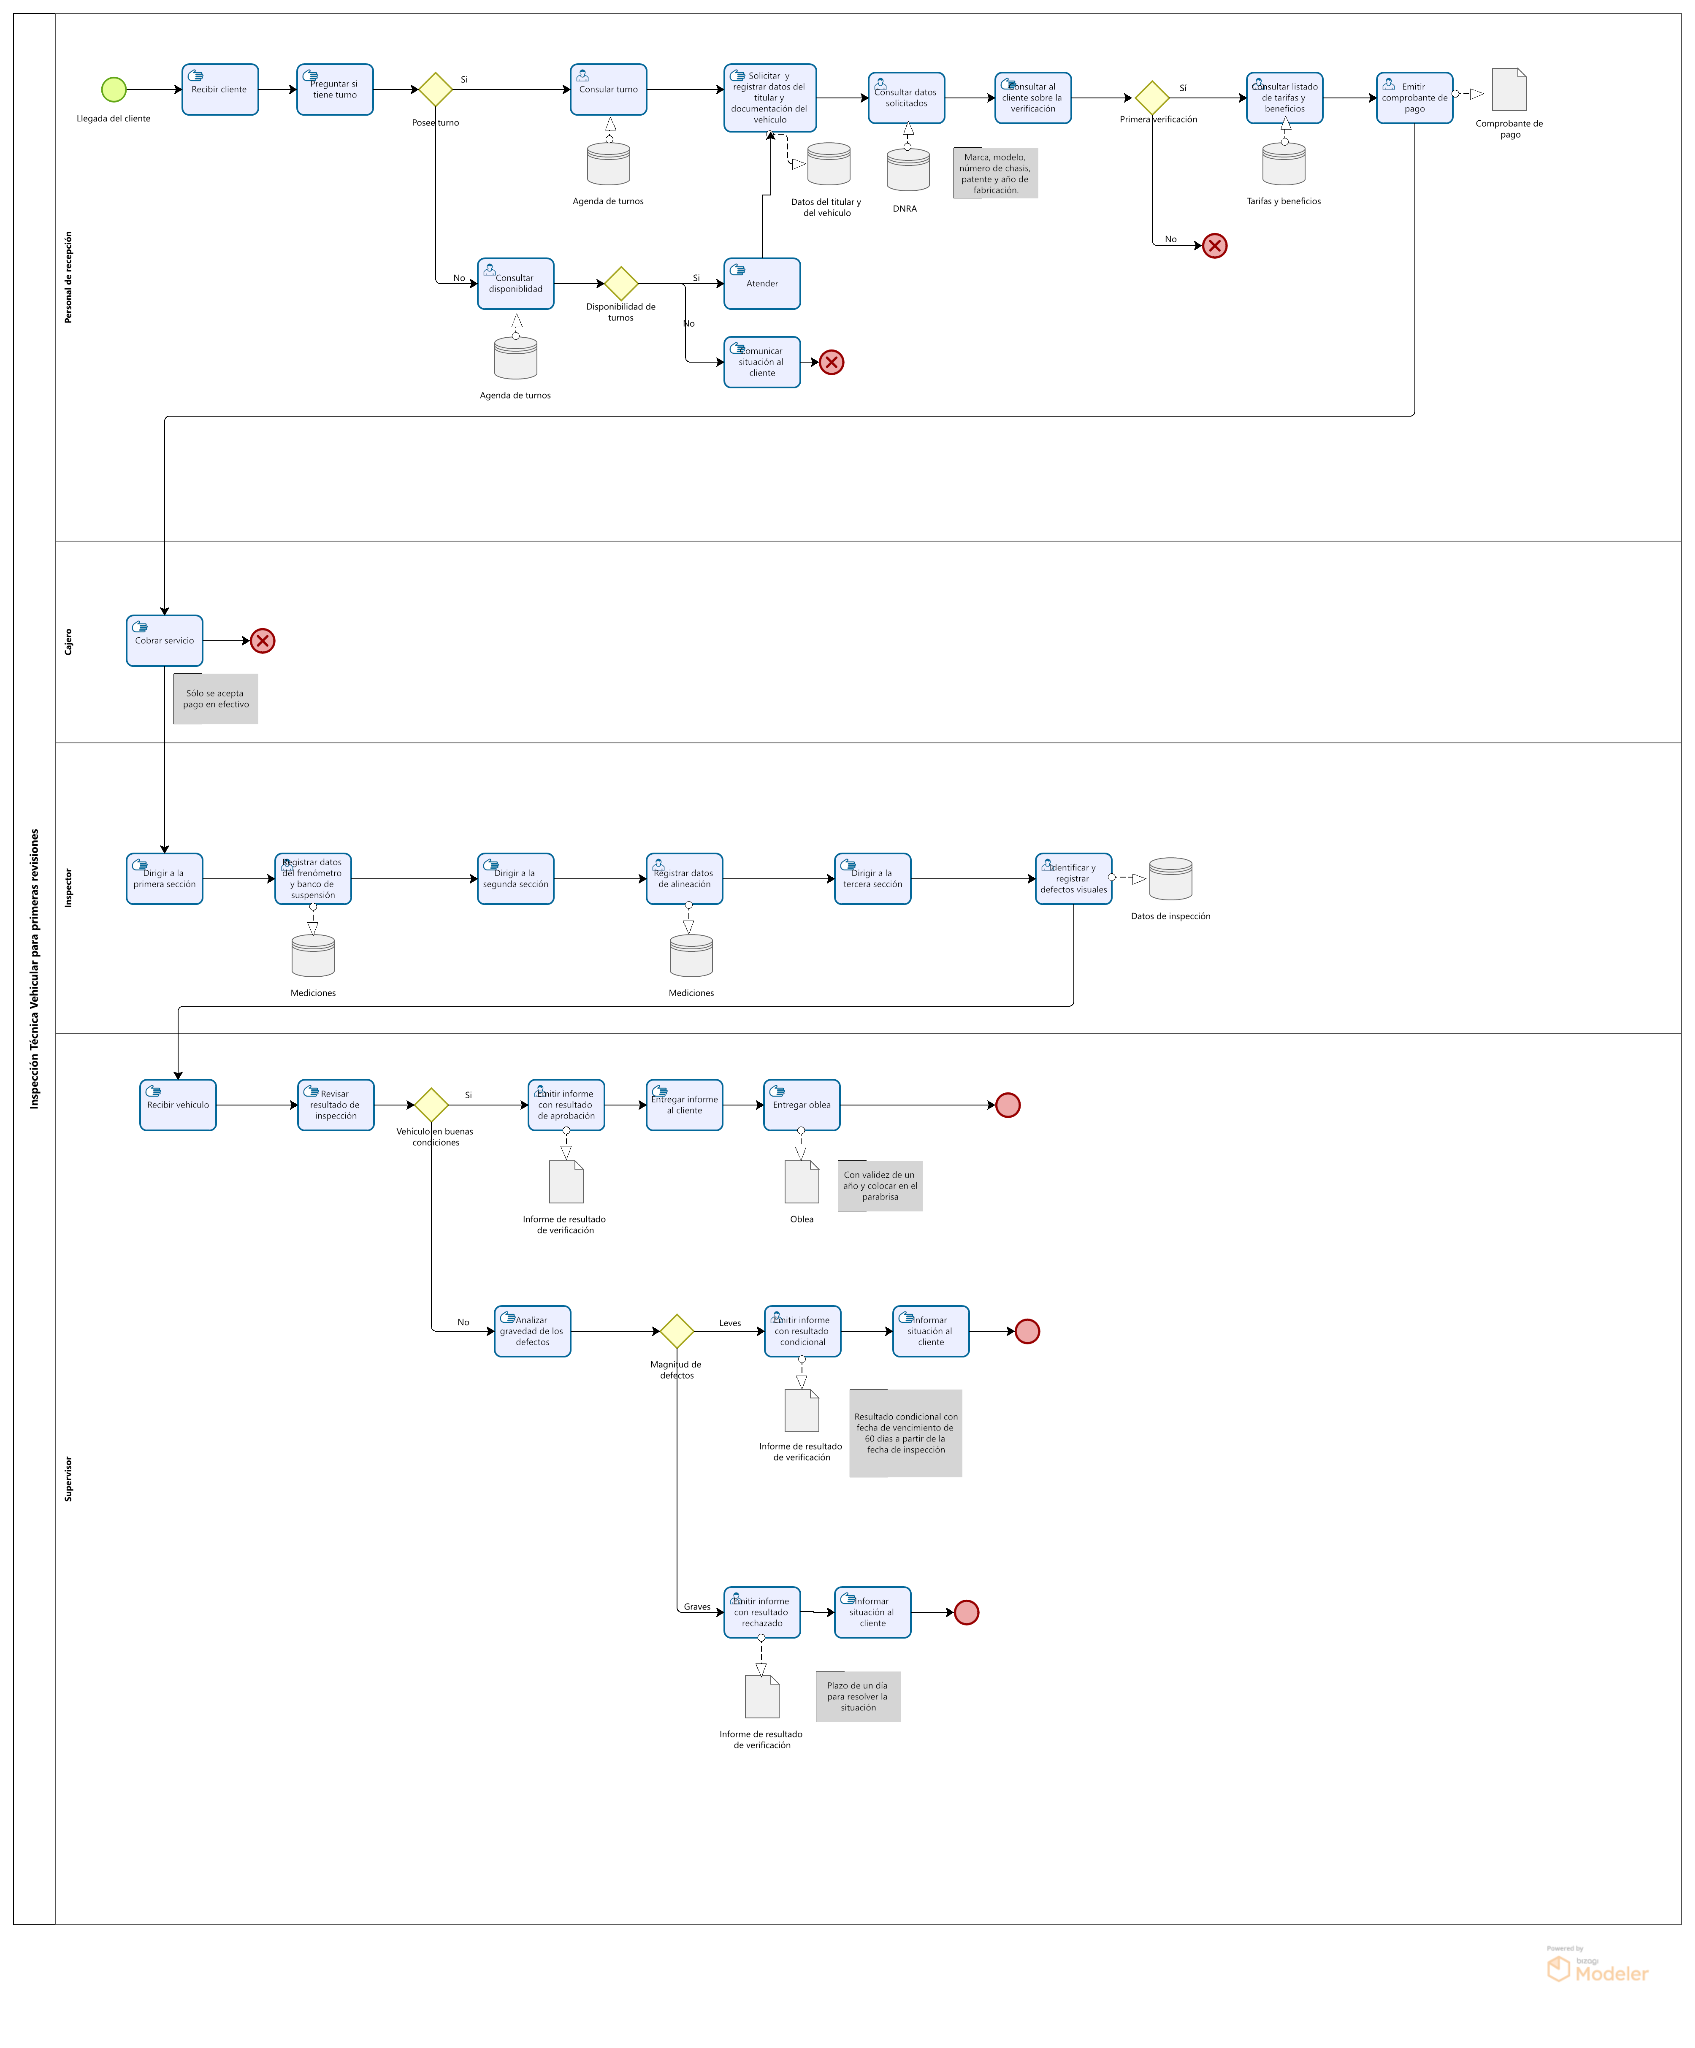 Inspección Técnica Vehicular para primeras revisiones
Personal de recepción
Llegada del cliente
Recibir cliente
Preguntar si
tiene turno
Posee turno
Si
Consular turno
Agenda de turnos
Solicitar y
registrar datos del
titular y
documentación del
vehículo
Datos del titular y
del vehículo
Consultar datos
solicitados
DNRA
Marca, modelo,
número de chasis,
patente y año de
fabricación.
Consultar al
cliente sobre la
verificación
Primera verificación
Sí
No
Consultar listado
de tarifas y
beneficios
Tarifas y beneficios
Emitir
comprobante de
pago
Comprobante de
pago
No
Consultar
disponiblidad
Agenda de turnos
Disponibilidad de
turnos
Si
Atender
No
Comunicar
situación al
cliente
Cajero
Cobrar servicio
Sólo se acepta
pago en efectivo
Inspector
Dirigir a la
primera sección
Registrar datos
del frenómetro
y banco de
suspensión
Mediciones
Dirigir a la
segunda sección
Registrar datos
de alineación
Mediciones
Dirigir a la
tercera sección
Identificar y
registrar
defectos visuales
Datos de inspección
Supervisor
Recibir vehículo
Revisar
resultado de
inspección
Vehículo en buenas
condiciones
Si
Emitir informe
con resultado
de aprobación
Informe de resultado
de verificación
Entregar informe
al cliente
Entregar oblea
Oblea
Con validez de un
año y colocar en el
parabrisa
No
Analizar
gravedad de los
defectos
Magnitud de
defectos
Leves
Emitir informe
con resultado
condicional
Informe de resultado
de verificación
Informar
situación al
cliente
Resultado condicional con
fecha de vencimiento de
60 días a partir de la
fecha de inspección
Graves
Emitir informe
con resultado
rechazado
Informe de resultado
de verificación
Informar
situación al
cliente
Plazo de un día
para resolver la
situación
Powered by
bizagi
Modeler